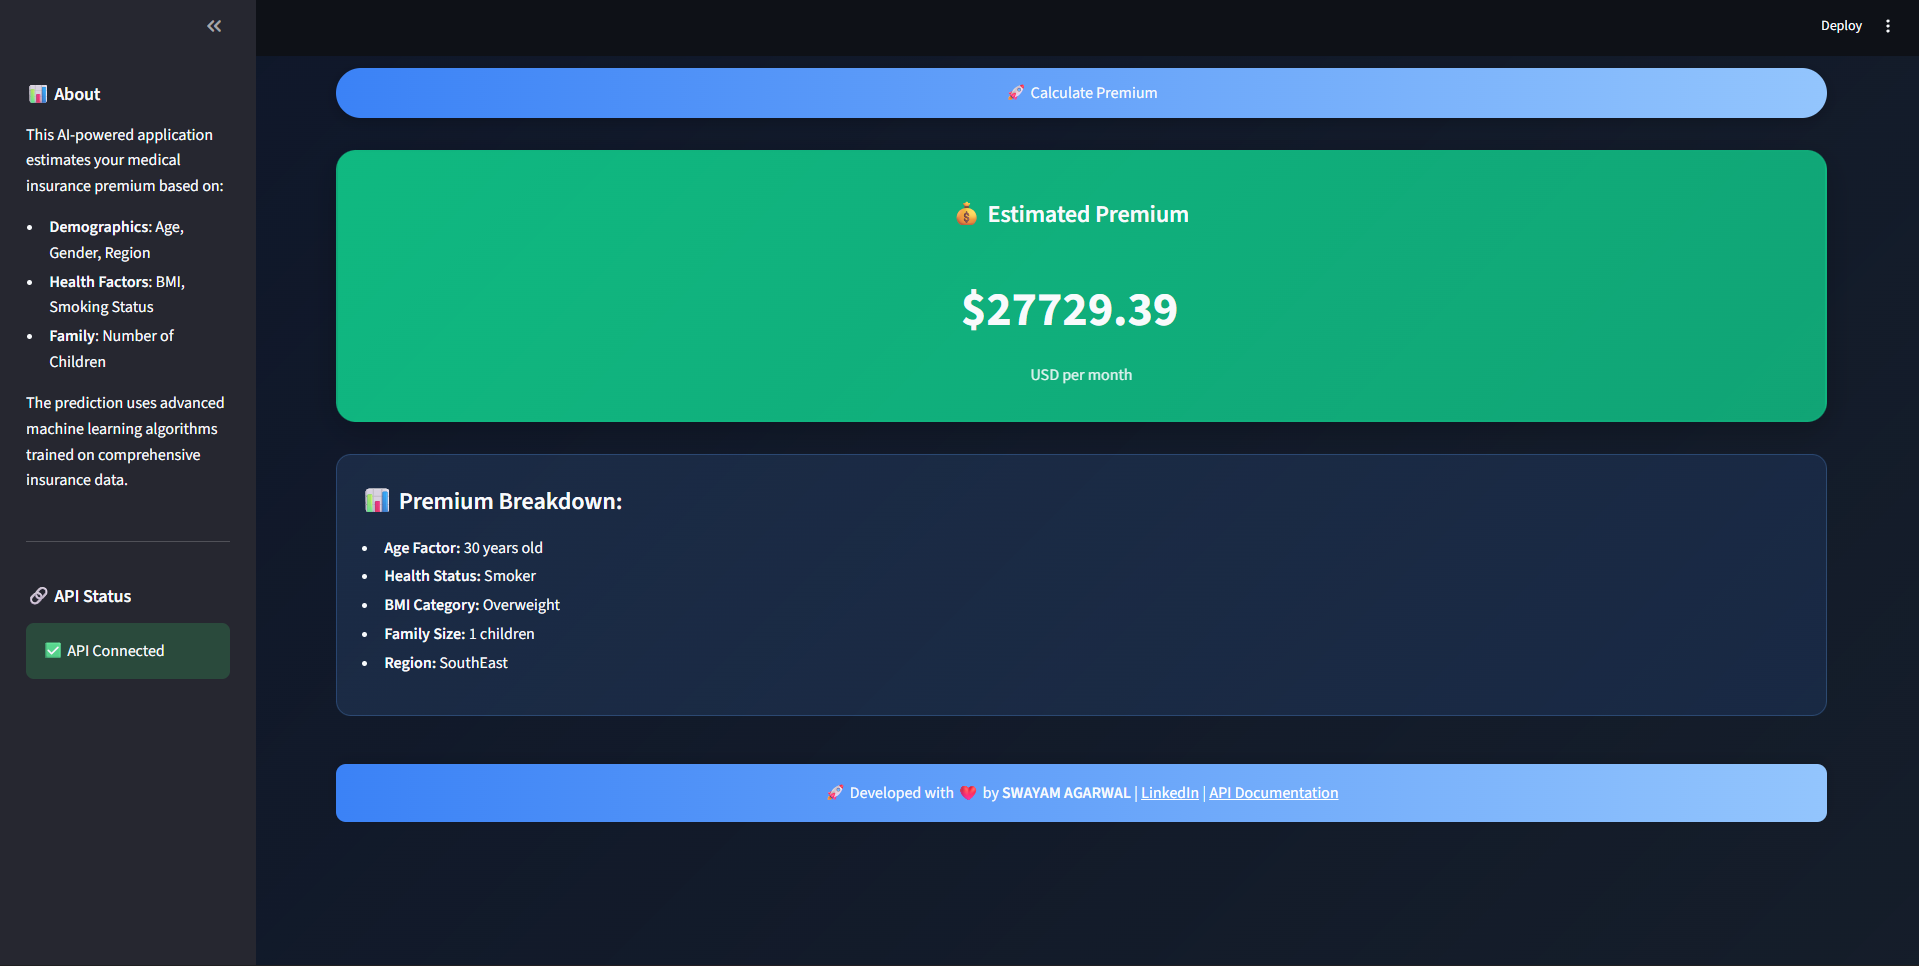 Deploy
📊 About
This AI-powered application
estimates your medical
insurance premium based on:
• Demographics: Age,
Gender, Region
• Health Factors: BMI,
Smoking Status
• Family: Number of
Children
The prediction uses advanced
machine learning algorithms
trained on comprehensive
insurance data.
🔗 API Status
✅ API Connected
🚀 Calculate Premium
💰 Estimated Premium
$27729.39
USD per month
📊 Premium Breakdown:
• Age Factor: 30 years old
• Health Status: Smoker
• BMI Category: Overweight
• Family Size: 1 children
• Region: SouthEast
🚀 Developed with ❤️ by SWAYAM AGARWAL | LinkedIn | API Documentation